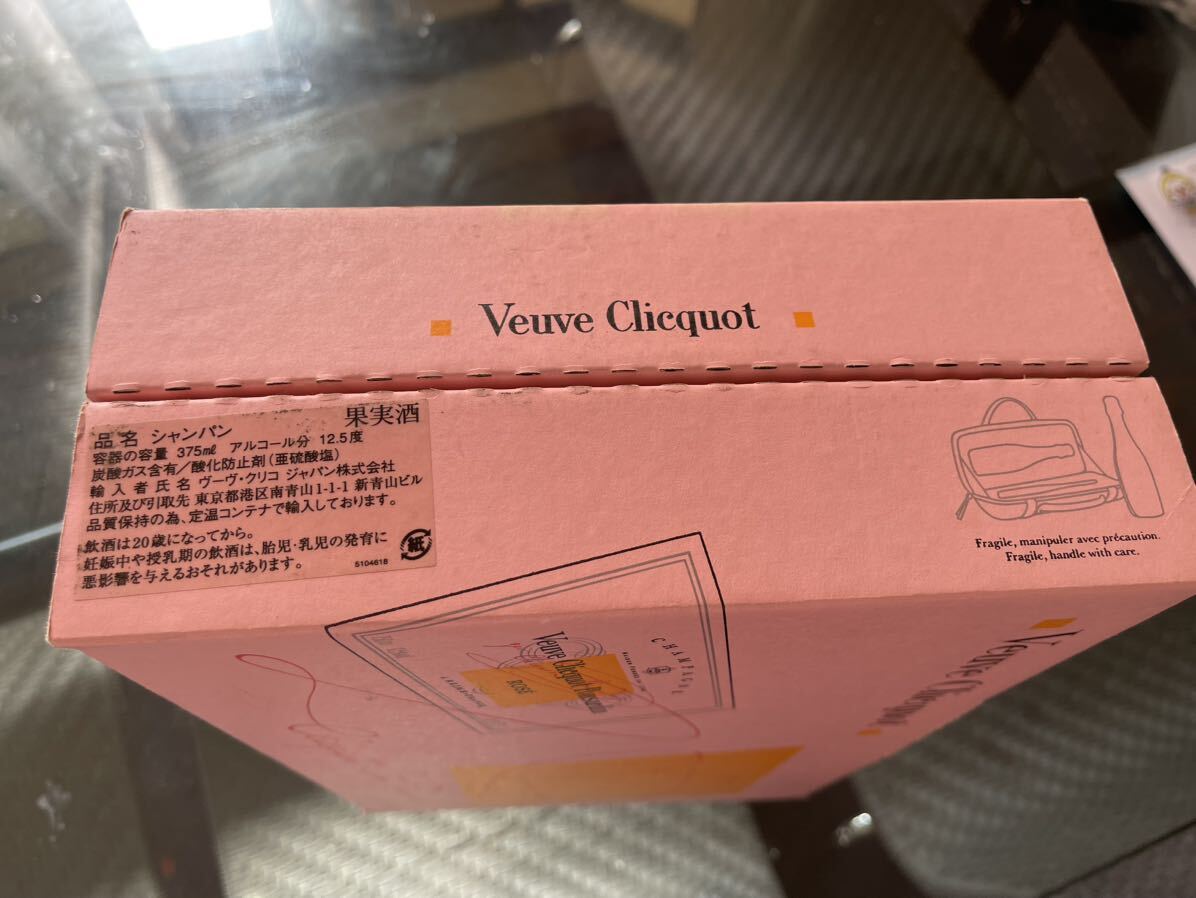 Veuve Clicquot
果実酒
品名 シャンパン
容器の容量 375㎖ アルコール分 12.5度
炭酸ガス含有／酸化防止剤(亜硫酸塩)
輸入者氏名 ヴーヴ・クリコ ジャパン株式会社
住所及び引取先 東京都港区南青山1-1-1 新青山ビル
品質保持の為、定温コンテナで輸入しております。
飲酒は20歳になってから。
妊娠中や授乳期の飲酒は、胎児・乳児の発育に
悪影響を与えるおそれがあります。
紙
5104618
Fragile, manipuler avec précaution.
Fragile, handle with care.
CHAMPAGNE
Veuve Clicquot Ponsardin
ROSÉ
Veuve Clicquot